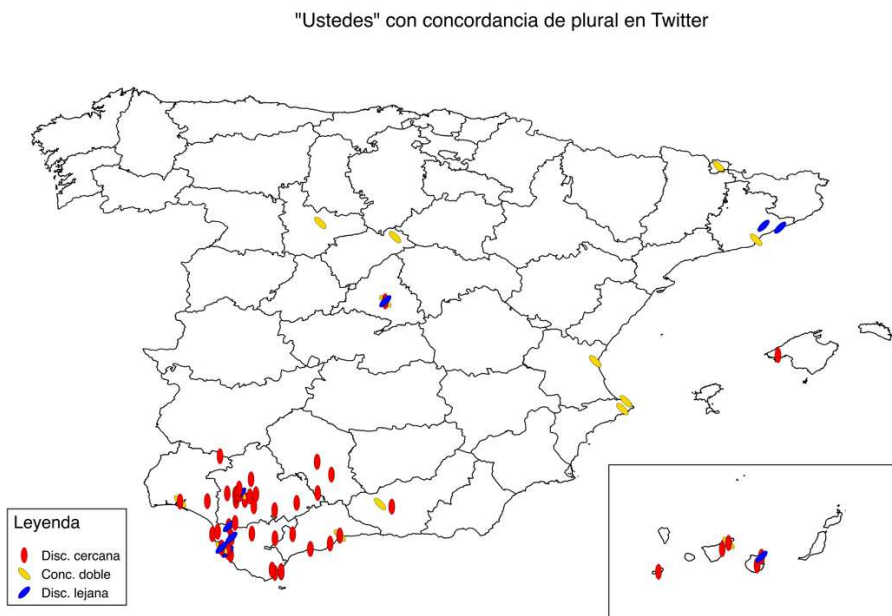 "Ustedes" con concordancia de plural en Twitter
Leyenda
Disc. cercana
Conc. doble
Disc. lejana